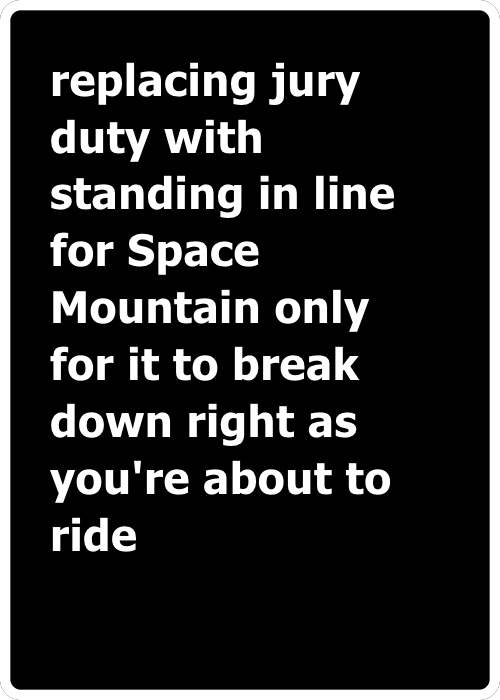 replacing jury
duty with
standing in line
for Space
Mountain only
for it to break
down right as
you're about to
ride